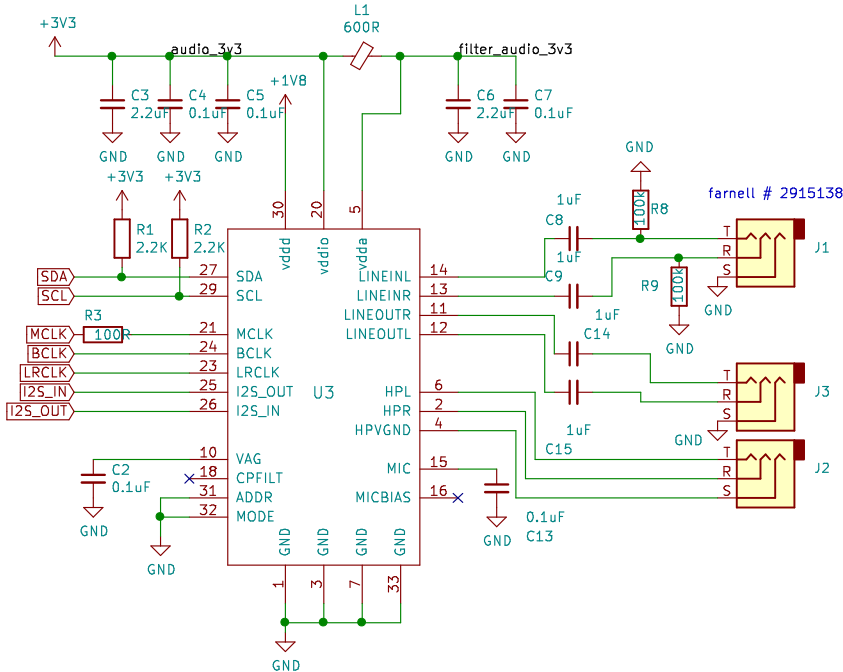 L1
600R
+3V3
audio_3v3
filter_audio_3v3
+1V8
C3
2.2uF
C4
0.1uF
C5
0.1uF
C6
2.2uF
C7
0.1uF
GND
GND
GND
GND
GND
+3V3
+3V3
R1
2.2K
R2
2.2K
30
20
5
vddd
vddio
vdda
GND
100k
R8
farnell # 2915138
1uF
C8
1uF
C9
R9
100k
GND
T
R
S
J1
GND
SDA
27
SDA
LINEINL
14
SCL
29
SCL
LINEINR
13
R3
100R
LINEOUTR
11
1uF
C14
MCLK
21
MCLK
LINEOUTL
12
BCLK
24
BCLK
LRCLK
23
LRCLK
I2S_IN
25
I2S_OUT
I2S_OUT
26
I2S_IN
U3
HPL
6
HPR
2
HPVGND
4
1uF
C15
T
R
S
J3
GND
T
R
S
J2
10
VAG
18
CPFILT
31
ADDR
32
MODE
C2
0.1uF
GND
GND
MIC
15
MICBIAS
16
0.1uF
C13
GND
GND
GND
GND
GND
1
3
7
33
GND